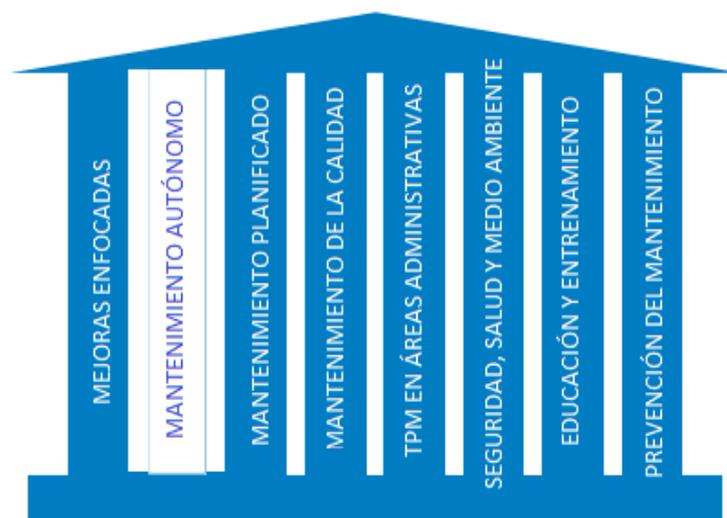 MEJORAS ENFOCADAS
MANTENIMIENTO AUTÓNOMO
MANTENIMIENTO PLANIFICADO
MANTENIMIENTO DE LA CALIDAD
TPM EN ÁREAS ADMINISTRATIVAS
SEGURIDAD, SALUD Y MEDIO AMBIENTE
EDUCACIÓN Y ENTRENAMIENTO
PREVENCIÓN DEL MANTENIMIENTO